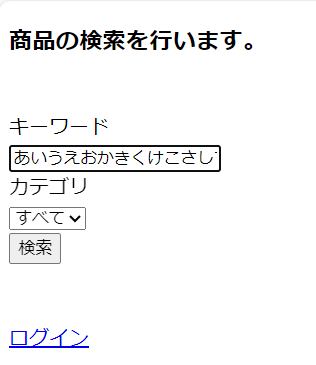 商品の検索を行います。
キーワード
あいうえおかきくけこさし
カテゴリ
すべて
検索
ログイン